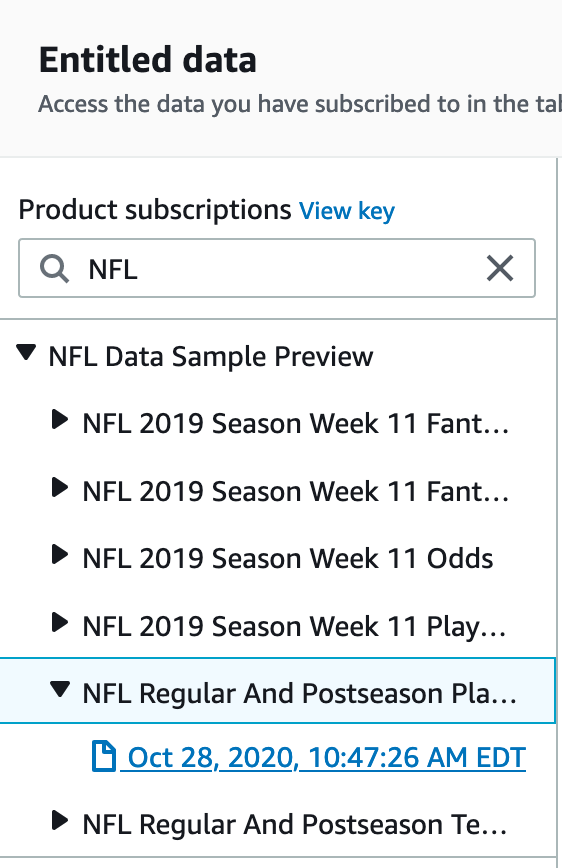 Entitled data
Access the data you have subscribed to in the
Product subscriptions View key
NFL
NFL Data Sample Preview
NFL 2019 Season Week 11 Fant...
NFL 2019 Season Week 11 Fant...
NFL 2019 Season Week 11 Odds
NFL 2019 Season Week 11 Play...
NFL Regular And Postseason Pla...
Oct 28, 2020, 10:47:26 AM EDT
NFL Regular And Postseason Te...